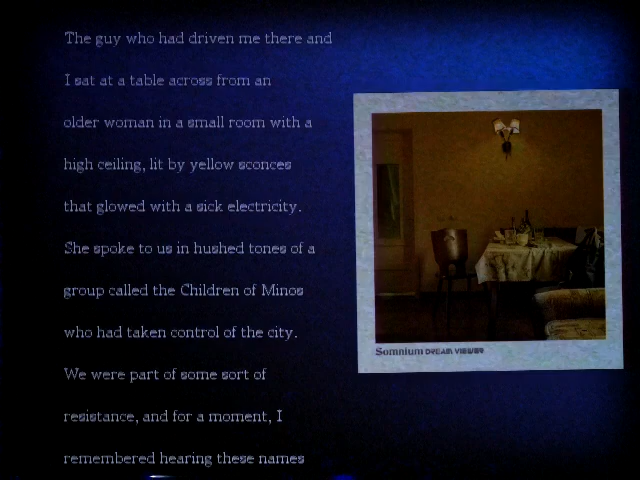 The guy who had driven me there and
I sat at a table across from an
older woman in a small room with a
high ceiling, lit by yellow sconces
that glowed with a sick electricity.
She spoke to us in hushed tones of a
group called the Children of Minos
who had taken control of the city.
We were part of some sort of
resistance, and for a moment, I
remembered hearing these names
Somnium DREAM VIEWER